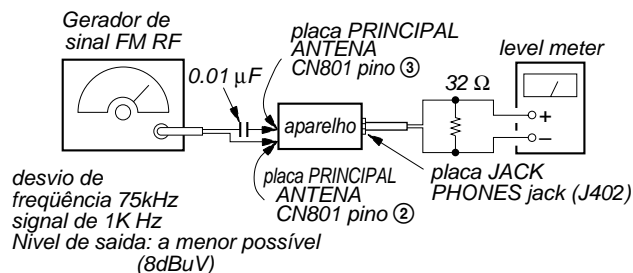 Gerador de
sinal FM RF
0.01 µF
placa PRINCIPAL
ANTENA
CN801 pino ③
aparelho
placa PRINCIPAL
ANTENA
CN801 pino ②
32 Ω
level meter
+
–
placa JACK
PHONES jack (J402)
desvio de
freqüência 75kHz
signal de 1K Hz
Nivel de saida: a menor possível
(8dBuV)